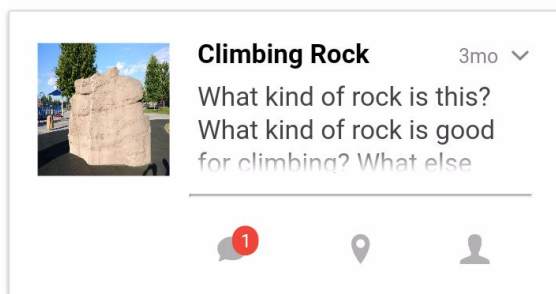 Climbing Rock
3mo
What kind of rock is this?
What kind of rock is good
for climbing? What else
1